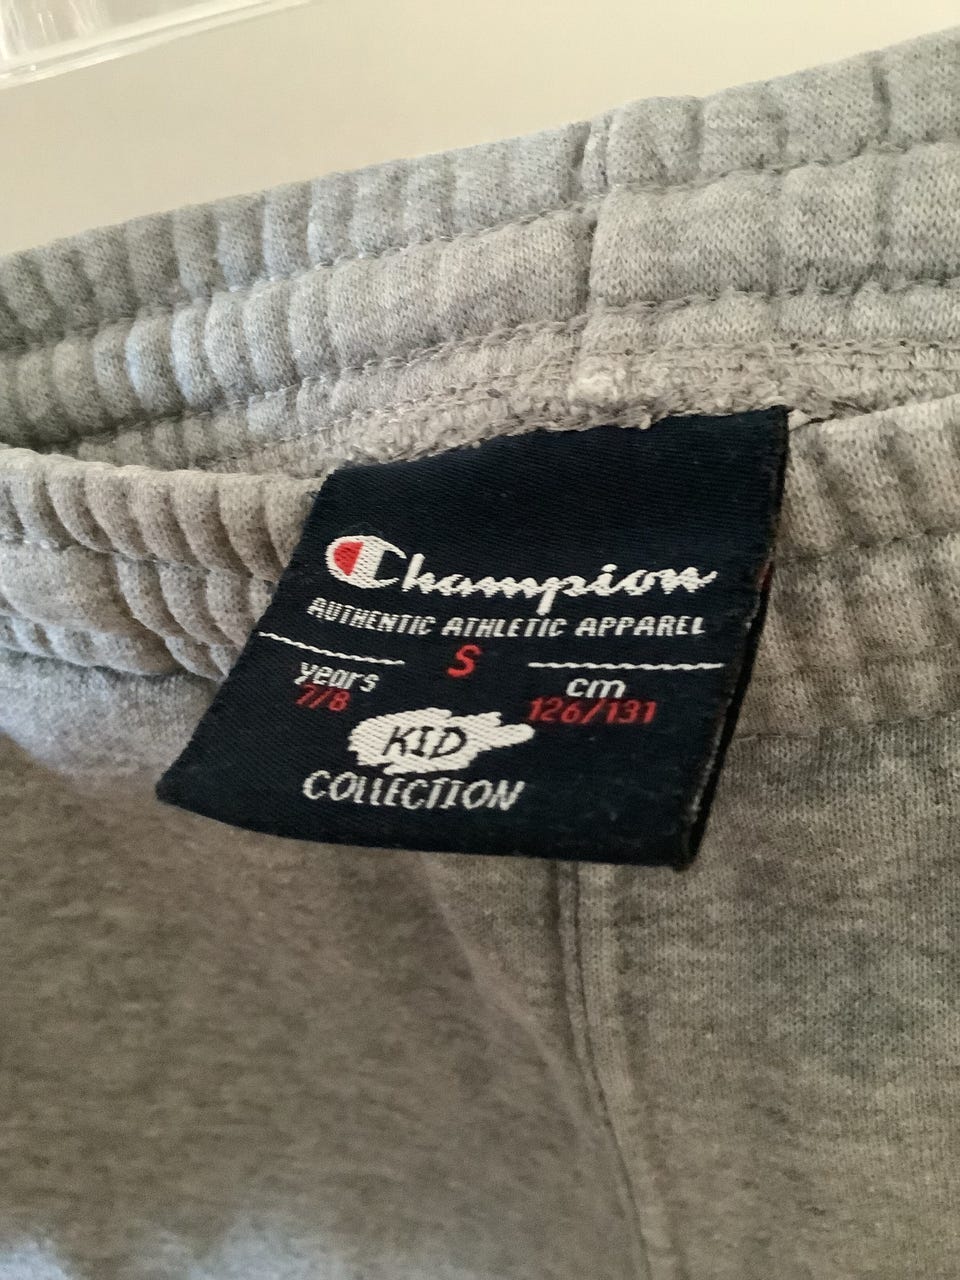 Champion
AUTHENTIC ATHLETIC APPAREL
S
years
7/8
cm
126/131
KID
COLLECTION